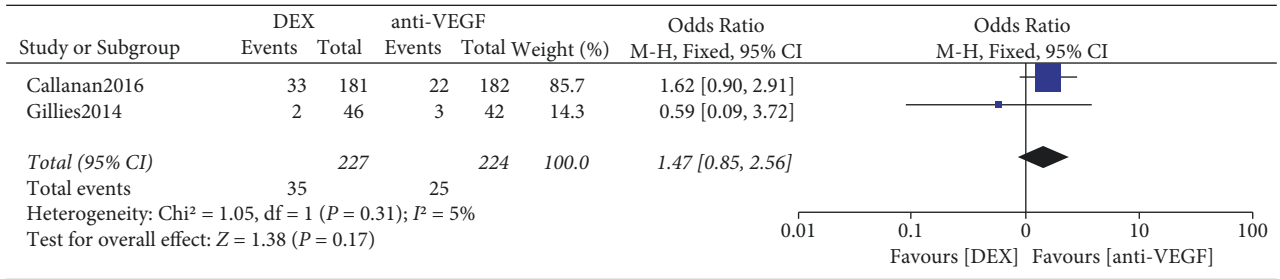 DEX anti-VEGF Odds Ratio Odds Ratio
Study or Subgroup Events Total Events Total Weight (%) M-H, Fixed, 95% CI M-H, Fixed, 95% CI
Callanan2016 33 181 22 182 85.7 1.62 [0.90, 2.91]
Gillies2014 2 46 3 42 14.3 0.59 [0.09, 3.72]
Total (95% CI) 227 224 100.0 1.47 [0.85, 2.56]
Total events 35 25
Heterogeneity: Chi² = 1.05, df = 1 (P = 0.31); I² = 5%
Test for overall effect: Z = 1.38 (P = 0.17)
0.01 0.1 0 10 100
Favours [DEX] Favours [anti-VEGF]